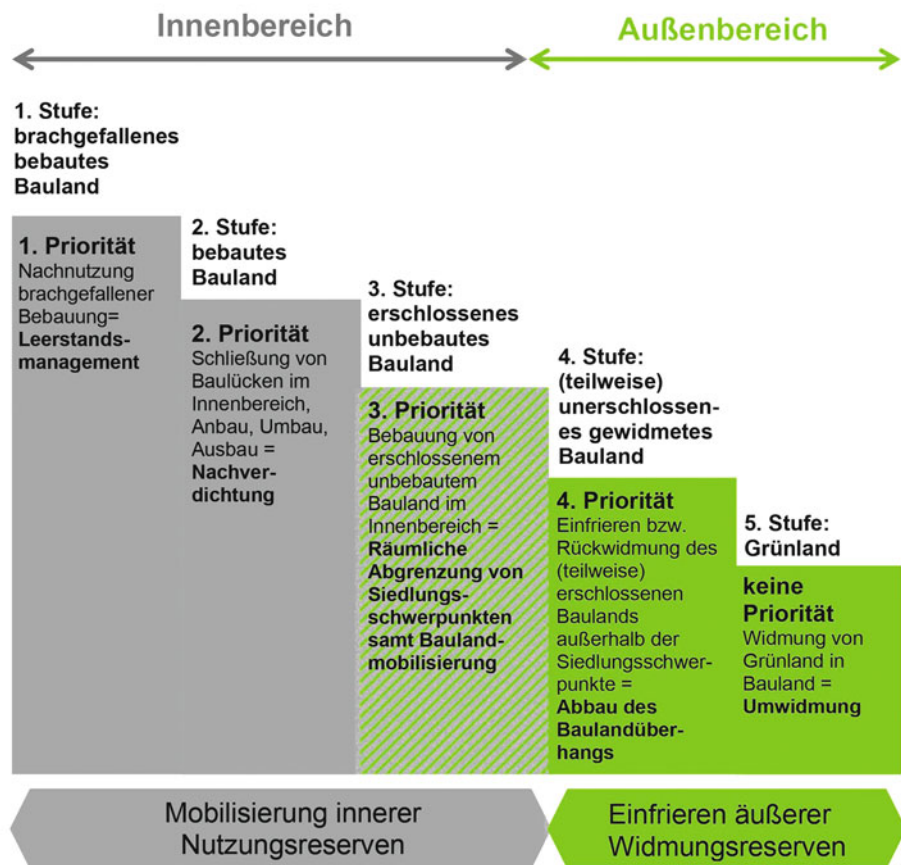 Innenbereich
Außenbereich
1. Stufe:
brachgefallenes
bebautes
Bauland
1. Priorität
Nachnutzung
brachgefallener
Bebauung=
Leerstands-
management
2. Stufe:
bebautes
Bauland
2. Priorität
Schließung von
Baulücken im
Innenbereich,
Anbau, Umbau,
Ausbau =
Nachver-
dichtung
3. Stufe:
erschlossenes
unbebautes
Bauland
3. Priorität
Bebauung von
erschlossenem
unbebautem
Bauland im
Innenbereich =
Räumliche
Abgrenzung von
Siedlungs-
schwerpunkten
samt Bauland-
mobilisierung
4. Stufe:
(teilweise)
unerschlossen-
es gewidmetes
Bauland
4. Priorität
Einfrieren bzw.
Rückwidmung des
(teilweise)
erschlossenen
Baulands
außerhalb der
Siedlungsschwer-
punkte =
Abbau des
Baulandüber-
hangs
5. Stufe:
Grünland
keine
Priorität
Widmung von
Grünland in
Bauland =
Umwidmung
Mobilisierung innerer
Nutzungsreserven
Einfrieren äußerer
Widmungsreserven